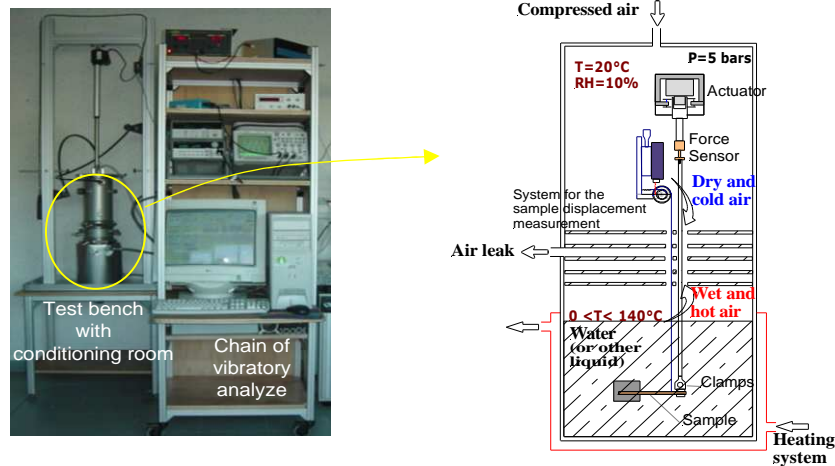 Test bench
with
conditioning room
Chain of
vibratory
analyze
Compressed air
T=20°C
RH=10%
P=5 bars
Actuator
Force
Sensor
System for the
sample displacement
measurement
Dry and
cold air
Air leak
Wet and
hot air
0 <T< 140°C
Water
(or other
liquid)
Clamps
Sample
Heating
system